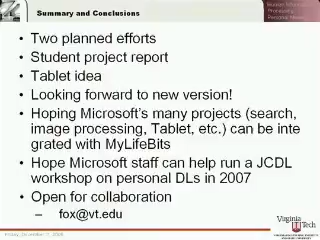 Summary and Conclusions
• Two planned efforts
• Student project report
• Tablet idea
• Looking forward to new version!
• Hoping Microsoft's many projects (search,
image processing, Tablet, etc.) can be inte
grated with MyLifeBits
• Hope Microsoft staff can help run a JCDL
workshop on personal DLs in 2007
• Open for collaboration
– fox@vt.edu
Virginia
Tech